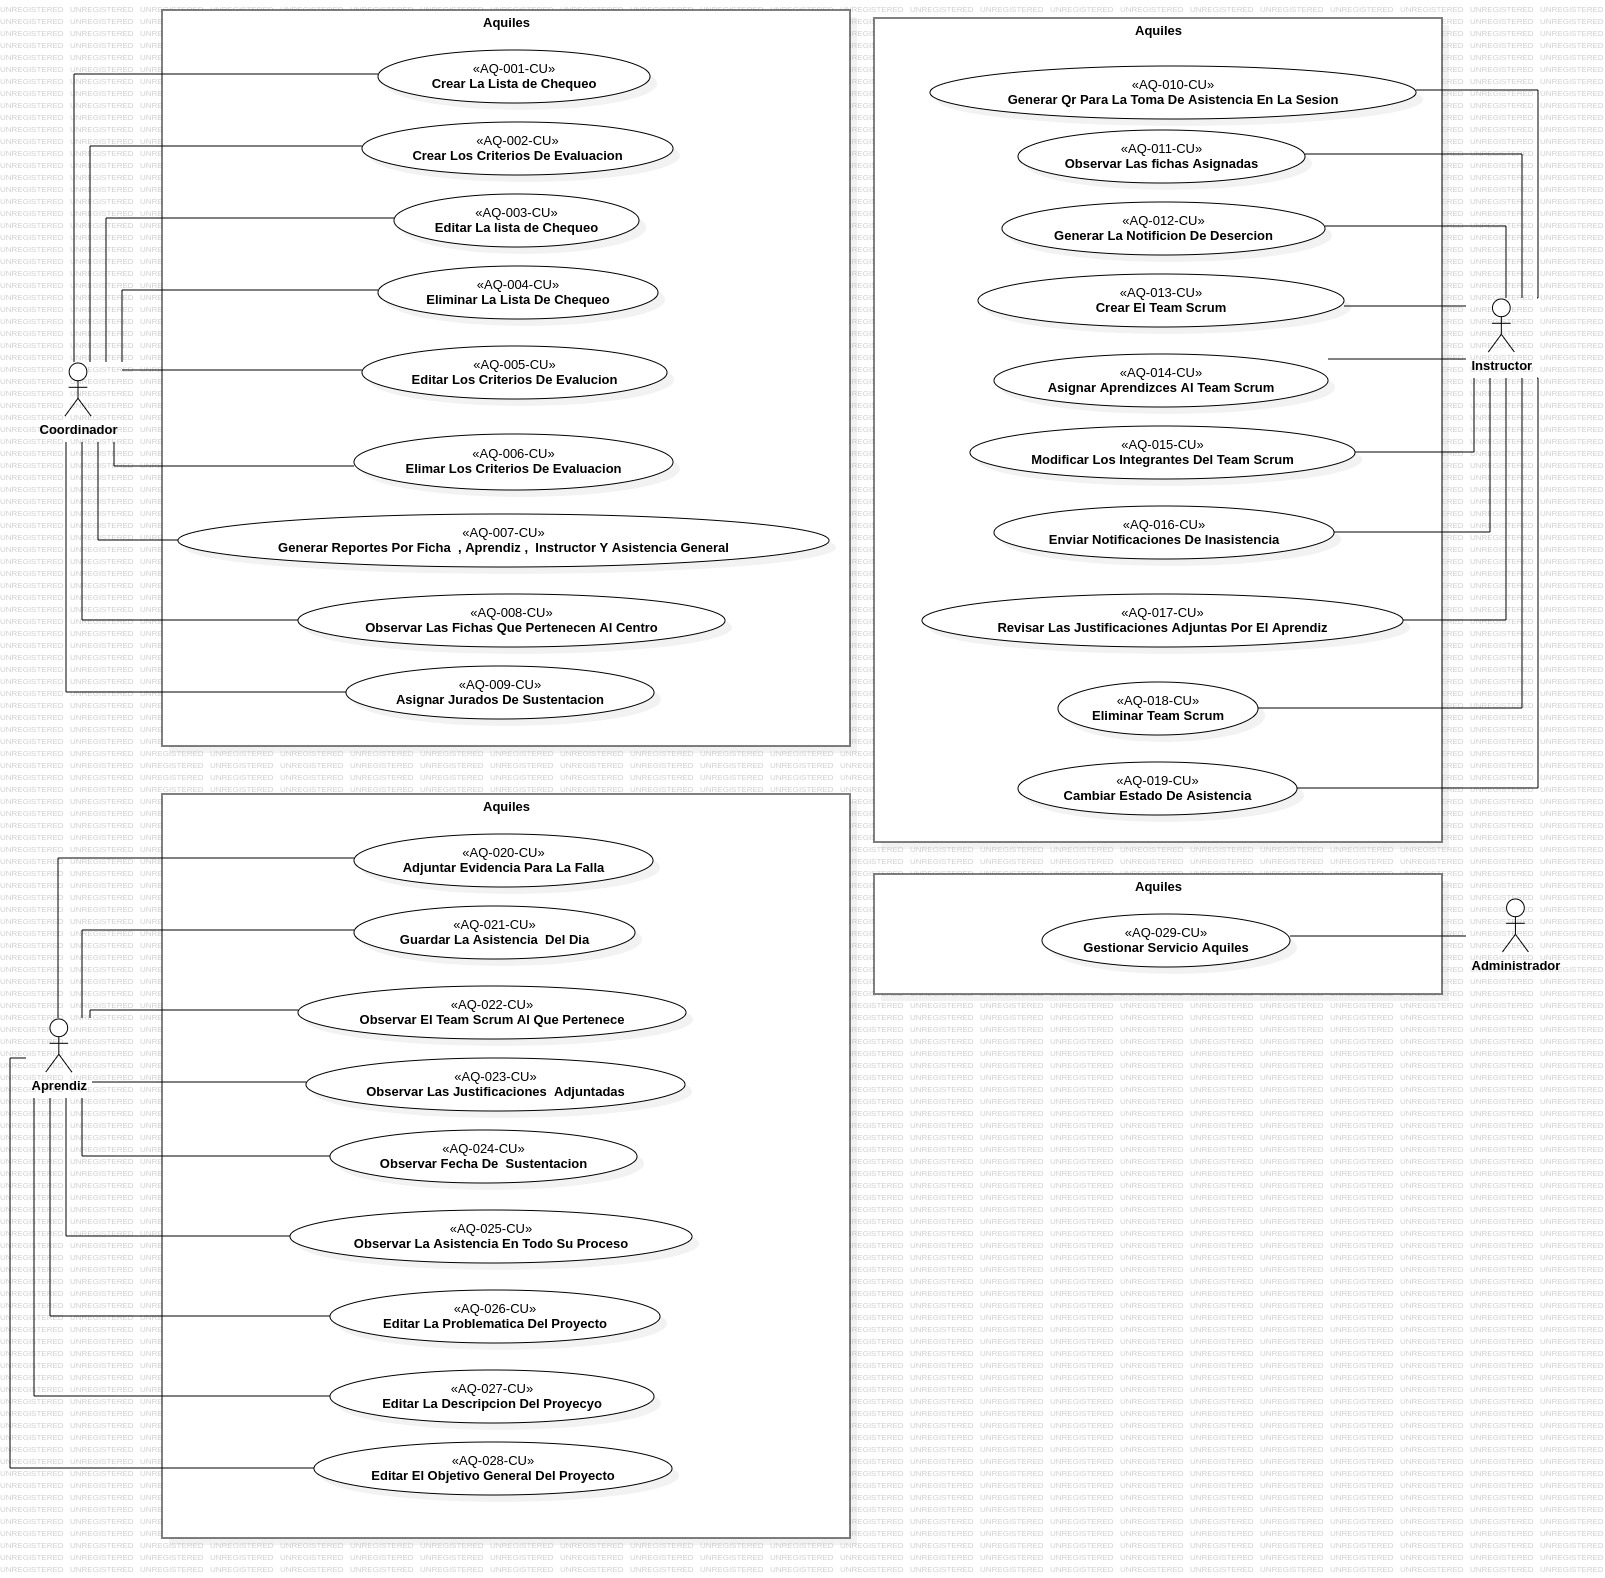 Aquiles
«AQ-001-CU»
Crear La Lista de Chequeo
«AQ-002-CU»
Crear Los Criterios De Evaluacion
«AQ-003-CU»
Editar La lista de Chequeo
«AQ-004-CU»
Eliminar La Lista De Chequeo
«AQ-005-CU»
Editar Los Criterios De Evalucion
Coordinador
«AQ-006-CU»
Elimar Los Criterios De Evaluacion
«AQ-007-CU»
Generar Reportes Por Ficha , Aprendiz , Instructor Y Asistencia General
«AQ-008-CU»
Observar Las Fichas Que Pertenecen Al Centro
«AQ-009-CU»
Asignar Jurados De Sustentacion
Aquiles
«AQ-010-CU»
Generar Qr Para La Toma De Asistencia En La Sesion
«AQ-011-CU»
Observar Las fichas Asignadas
«AQ-012-CU»
Generar La Notificion De Desercion
«AQ-013-CU»
Crear El Team Scrum
Instructor
«AQ-014-CU»
Asignar Aprendizces Al Team Scrum
«AQ-015-CU»
Modificar Los Integrantes Del Team Scrum
«AQ-016-CU»
Enviar Notificaciones De Inasistencia
«AQ-017-CU»
Revisar Las Justificaciones Adjuntas Por El Aprendiz
«AQ-018-CU»
Eliminar Team Scrum
«AQ-019-CU»
Cambiar Estado De Asistencia
Aquiles
«AQ-020-CU»
Adjuntar Evidencia Para La Falla
«AQ-021-CU»
Guardar La Asistencia Del Dia
«AQ-022-CU»
Observar El Team Scrum Al Que Pertenece
Aprendiz
«AQ-023-CU»
Observar Las Justificaciones Adjuntadas
«AQ-024-CU»
Observar Fecha De Sustentacion
«AQ-025-CU»
Observar La Asistencia En Todo Su Proceso
«AQ-026-CU»
Editar La Problematica Del Proyecto
«AQ-027-CU»
Editar La Descripcion Del Proyecyo
«AQ-028-CU»
Editar El Objetivo General Del Proyecto
Aquiles
«AQ-029-CU»
Gestionar Servicio Aquiles
Administrador
UNREGISTERED